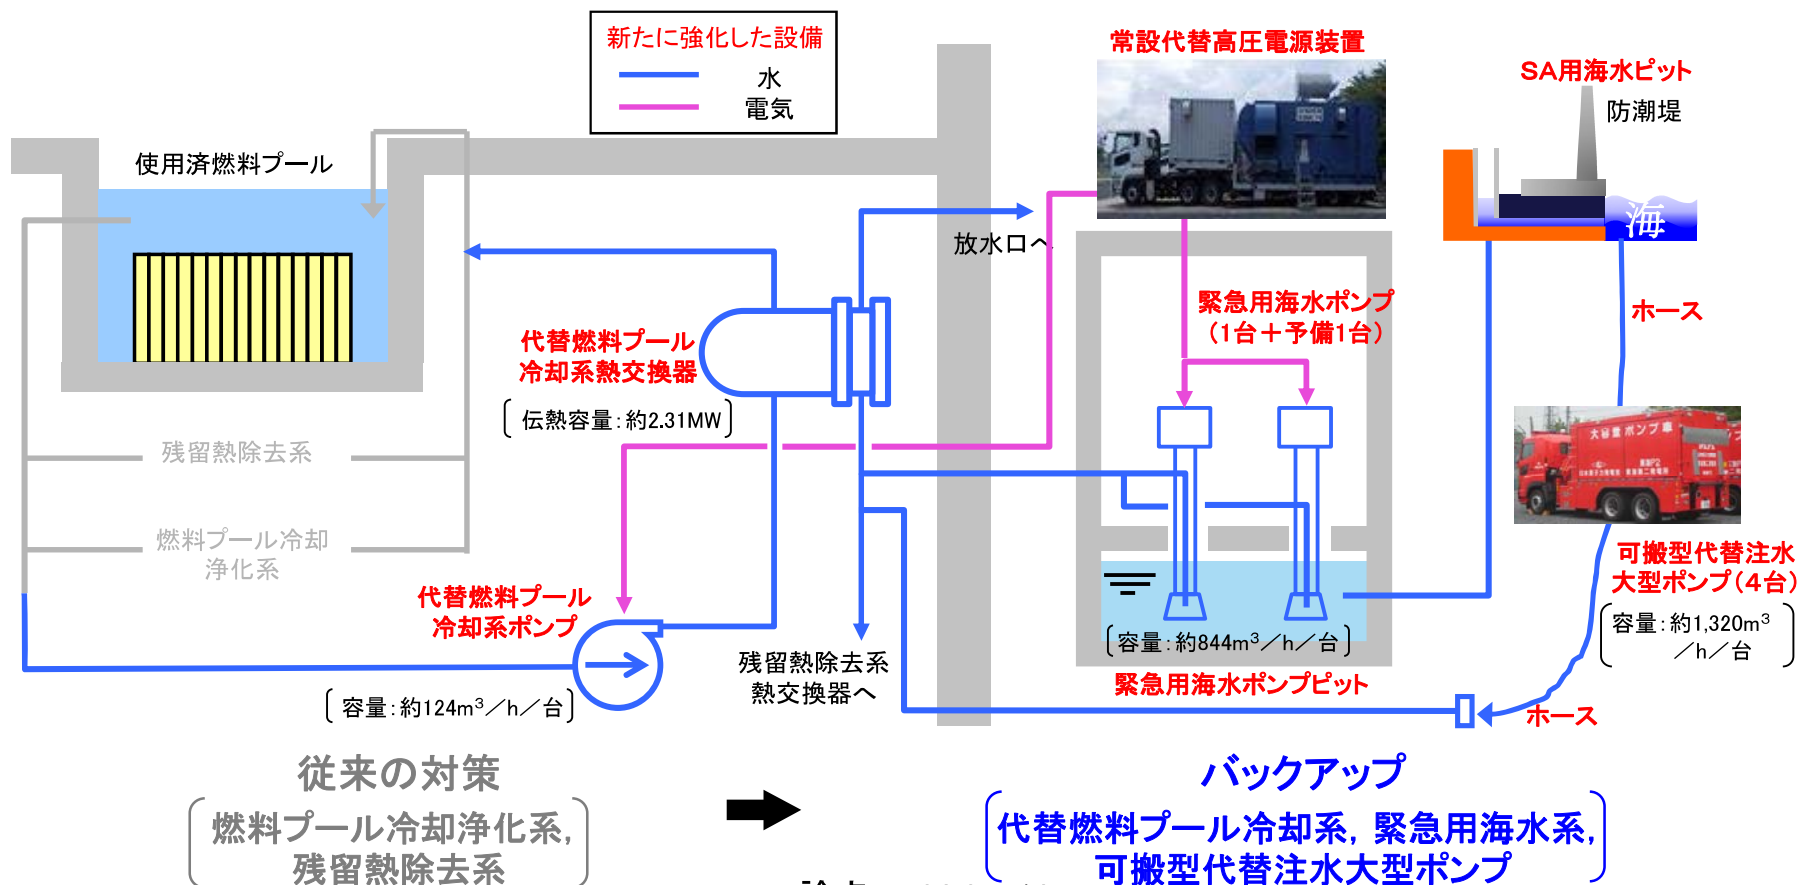 新たに強化した設備
水
電気
常設代替高圧電源装置
SA用海水ピット
防潮堤
使用済燃料プール
海
放水口へ
緊急用海水ポンプ
(1台+予備1台)
ホース
代替燃料プール
冷却系熱交換器
伝熱容量:約2.31MW
大容量ポンプ車
残留熱除去系
燃料プール冷却
浄化系
可搬型代替注水
大型ポンプ(4台)
容量:約1,320m³
/h/台
代替燃料プール
冷却系ポンプ
容量:約844m³/h/台
残留熱除去系
熱交換器へ
緊急用海水ポンプピット
容量:約124m³/h/台
ホース
従来の対策
燃料プール冷却浄化系,
残留熱除去系
バックアップ
代替燃料プール冷却系, 緊急用海水系,
可搬型代替注水大型ポンプ